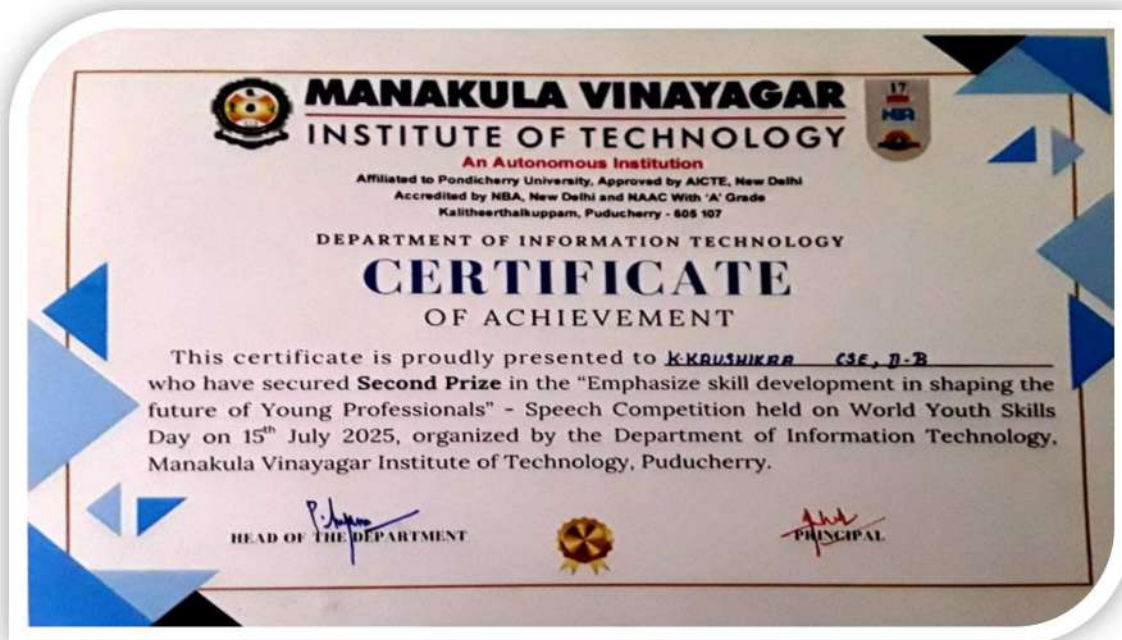 MANAKULA VINAYAGAR
INSTITUTE OF TECHNOLOGY
An Autonomous Institution
Affiliated to Pondicherry University, Approved by AICTE, New Delhi
Accredited by NBA, New Delhi and NAAC With 'A' Grade
Kalitheerthalkuppam, Puducherry - 605 107
DEPARTMENT OF INFORMATION TECHNOLOGY
CERTIFICATE
OF ACHIEVEMENT
This certificate is proudly presented to K.KAUSHIKRA CSE, II-B
who have secured Second Prize in the “Emphasize skill development in shaping the
future of Young Professionals” - Speech Competition held on World Youth Skills
Day on 15th July 2025, organized by the Department of Information Technology,
Manakula Vinayagar Institute of Technology, Puducherry.
HEAD OF THE DEPARTMENT
PRINCIPAL